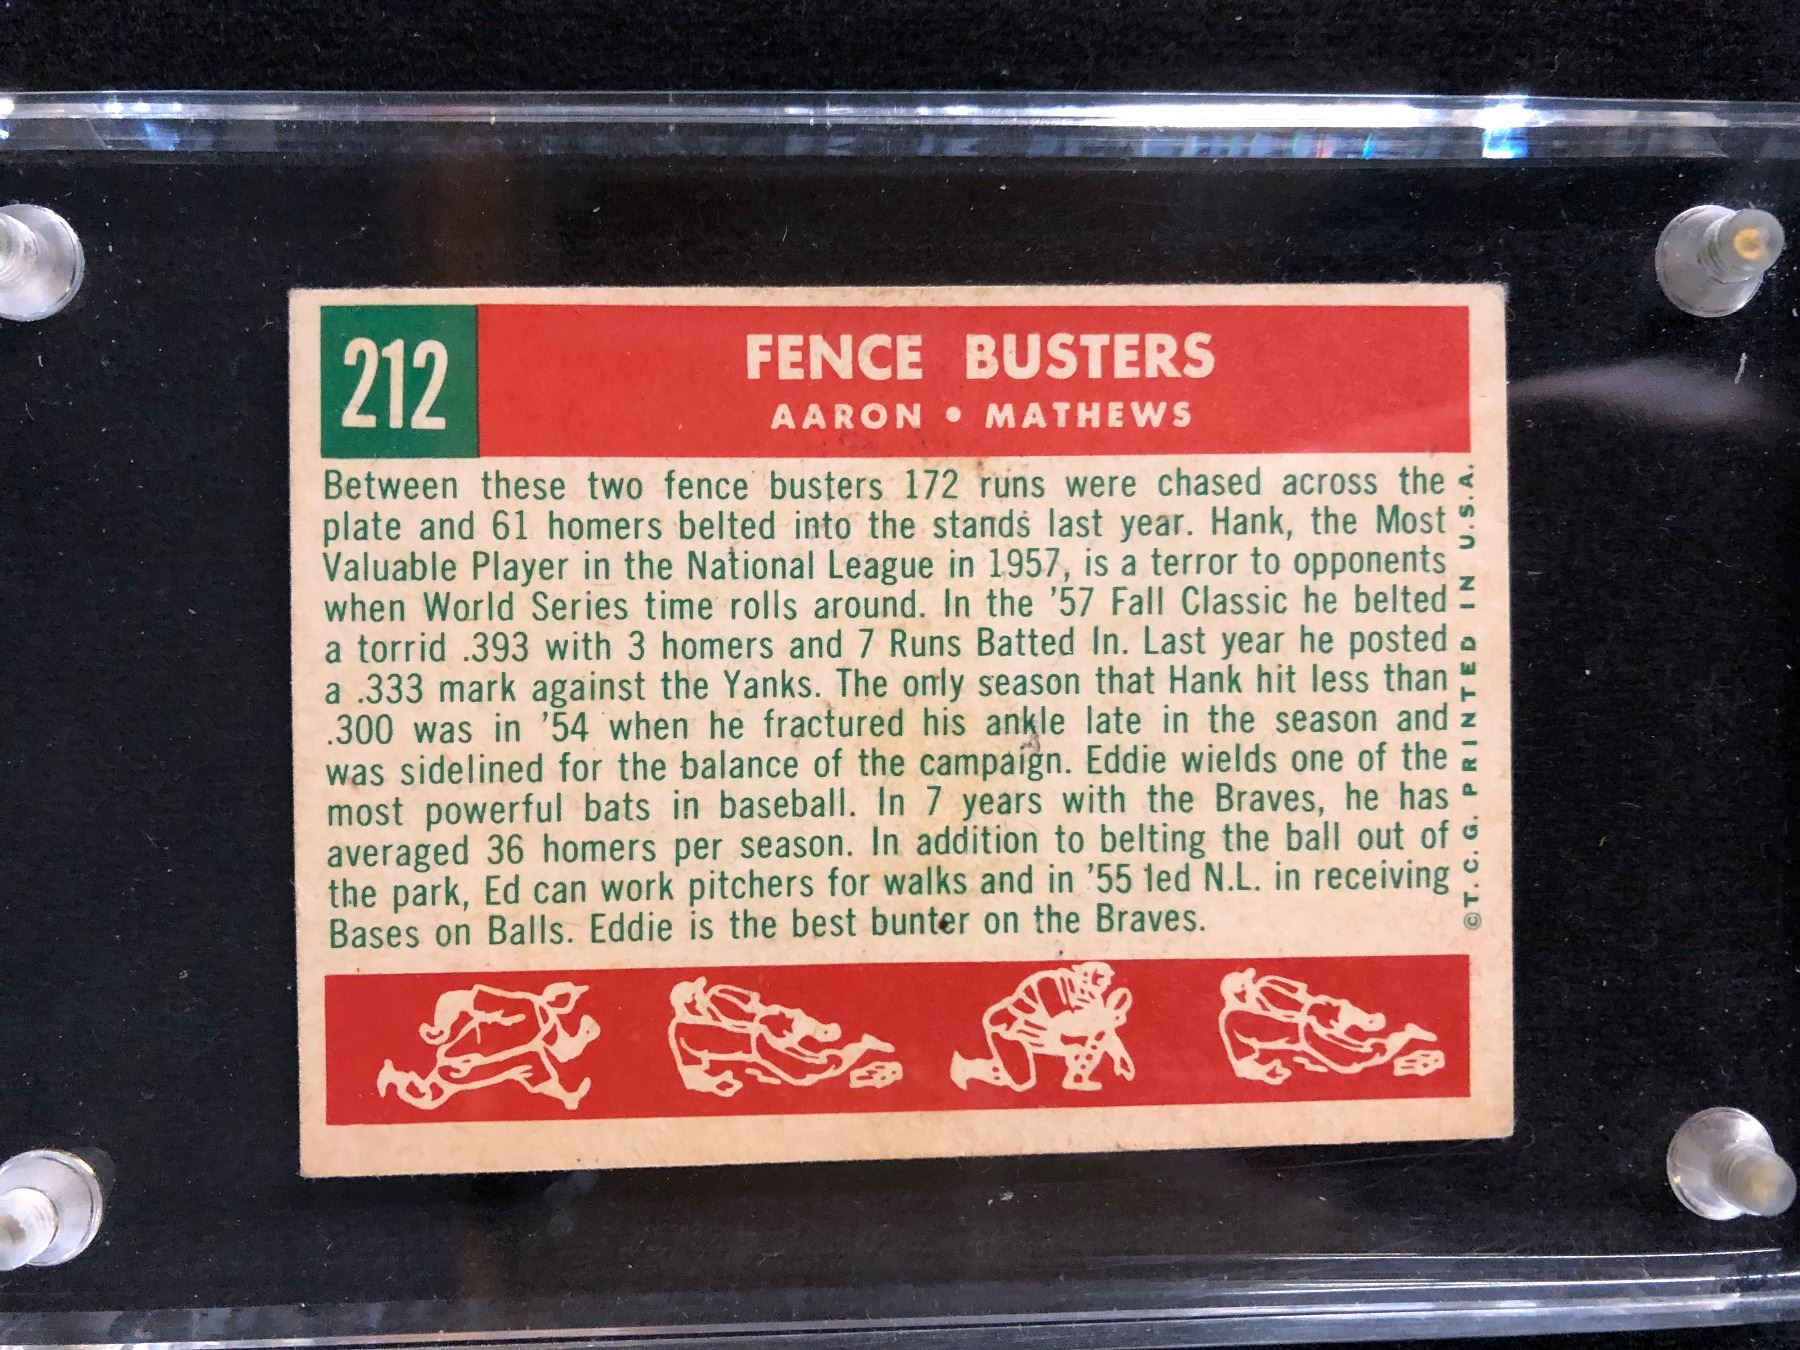 212
FENCE BUSTERS
AARON • MATHEWS
Between these two fence busters 172 runs were chased across the
plate and 61 homers belted into the stands last year. Hank, the Most
Valuable Player in the National League in 1957, is a terror to opponents
when World Series time rolls around. In the '57 Fall Classic he belted
a torrid .393 with 3 homers and 7 Runs Batted In. Last year he posted
a .333 mark against the Yanks. The only season that Hank hit less than
.300 was in '54 when he fractured his ankle late in the season and
was sidelined for the balance of the campaign. Eddie wields one of the
most powerful bats in baseball. In 7 years with the Braves, he has
averaged 36 homers per season. In addition to belting the ball out of
the park, Ed can work pitchers for walks and in '55 led N.L. in receiving
Bases on Balls. Eddie is the best bunter on the Braves.
©T.C.G. PRINTED IN U.S.A.